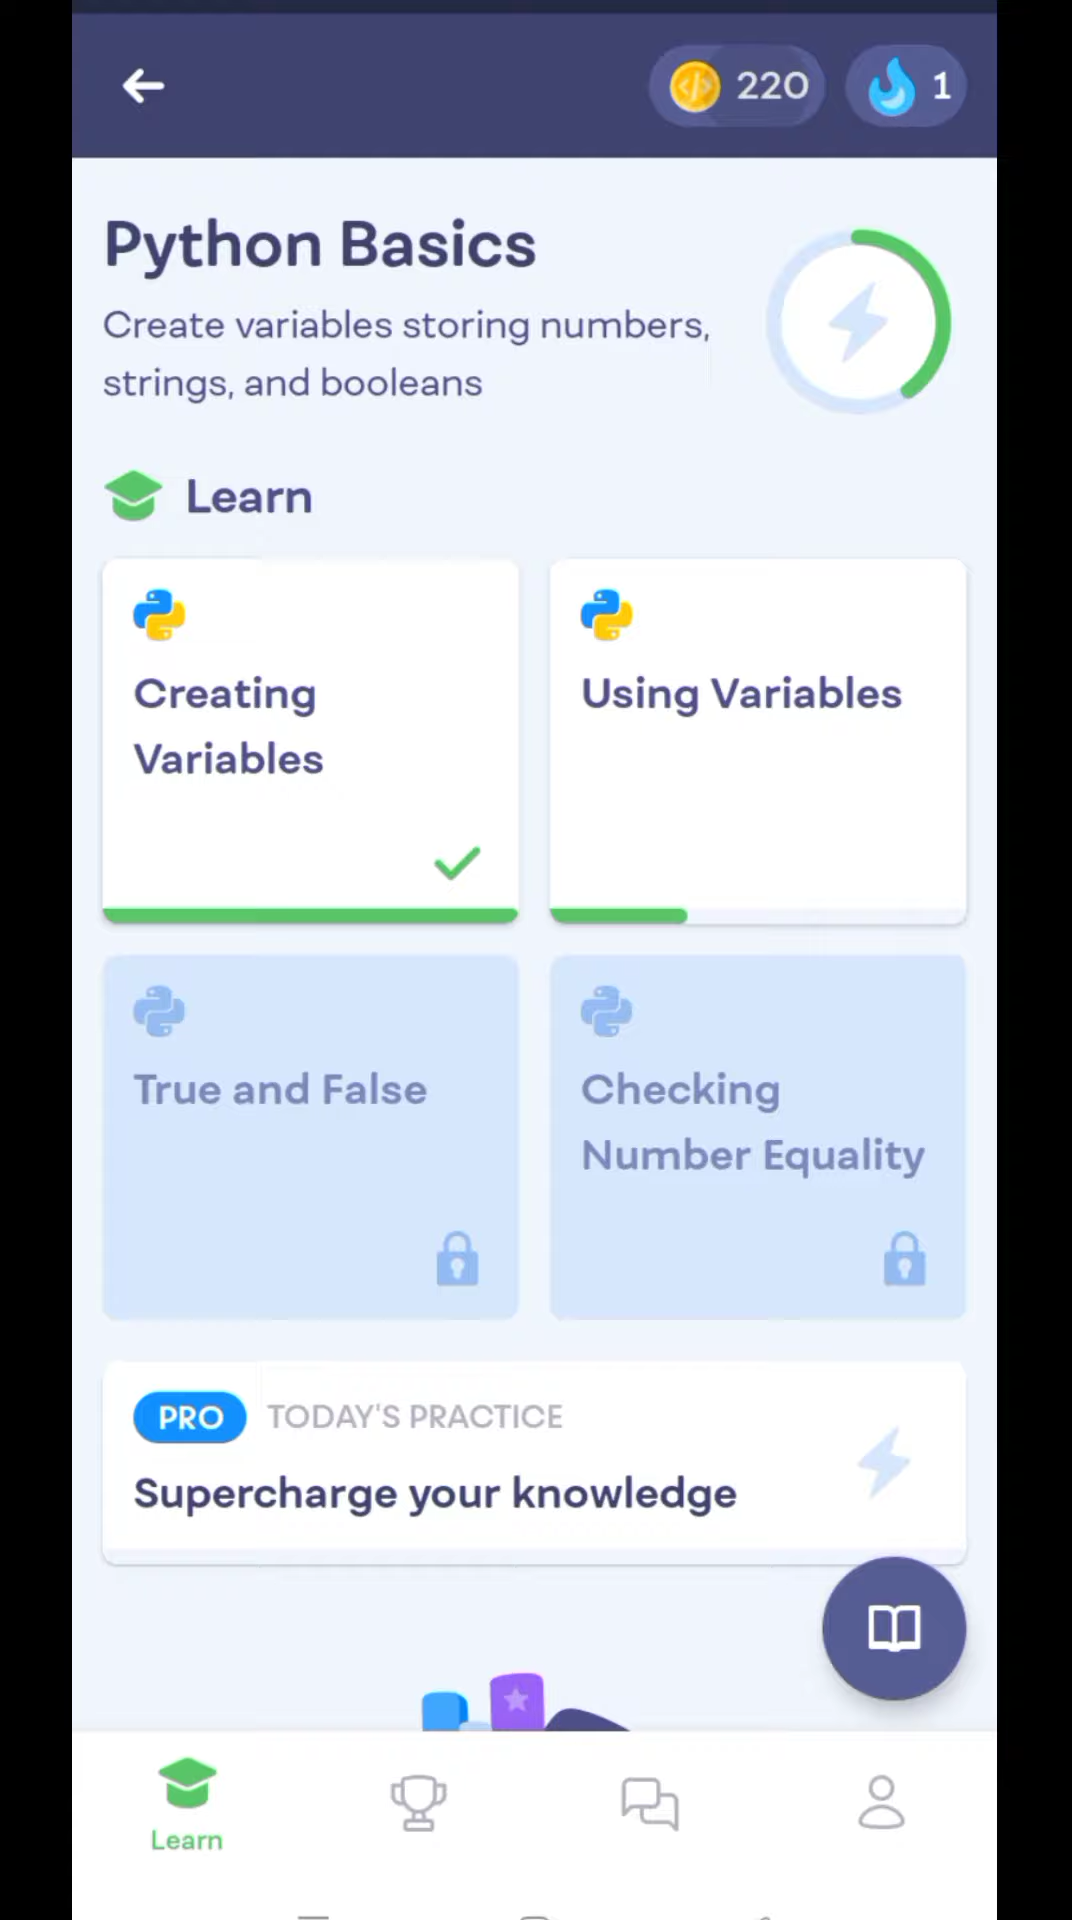 220
1
Python Basics
Create variables storing numbers,
strings, and booleans
Learn
Creating
Variables
Using Variables
True and False
Checking
Number Equality
PRO TODAY'S PRACTICE
Supercharge your knowledge
Learn